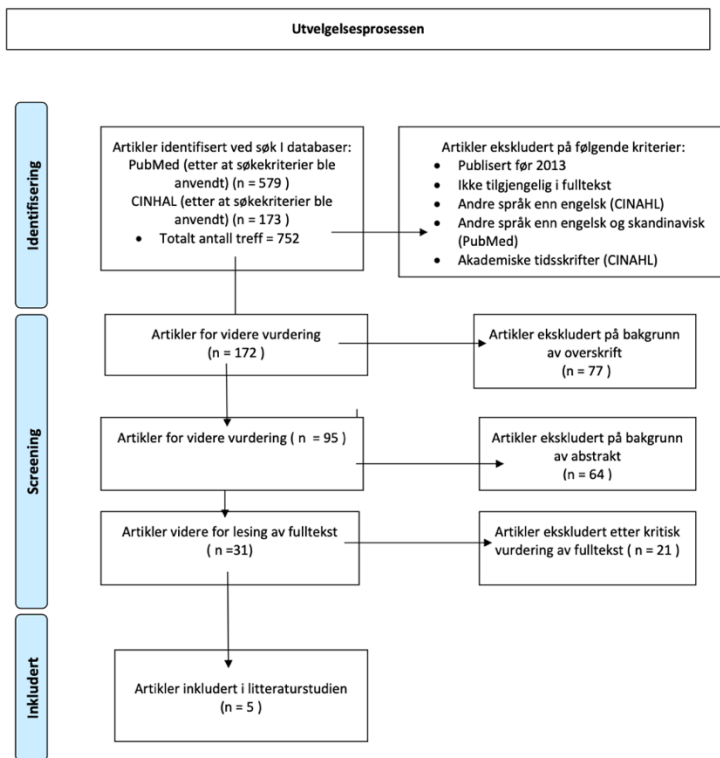 Utvelgelsesprosessen
Identifisering
Artikler identifisert ved søk I databaser:
PubMed (etter at søkekriterier ble
anvendt) (n = 579 )
CINHAL (etter at søkekriterier ble
anvendt) (n = 173 )
• Totalt antall treff = 752
Artikler ekskludert på følgende kriterier:
• Publisert før 2013
• Ikke tilgjengelig i fulltekst
• Andre språk enn engelsk (CINAHL)
• Andre språk enn engelsk og skandinavisk
(PubMed)
• Akademiske tidsskrifter (CINAHL)
Screening
Artikler for videre vurdering
(n = 172 )
Artikler ekskludert på bakgrunn
av overskrift
(n = 77 )
Artikler for videre vurdering ( n = 95 )
Artikler ekskludert på bakgrunn
av abstrakt
(n = 64 )
Artikler videre for lesing av fulltekst
( n =31)
Artikler ekskludert etter kritisk
vurdering av fulltekst ( n = 21 )
Inkludert
Artikler inkludert i litteraturstudien
(n = 5 )